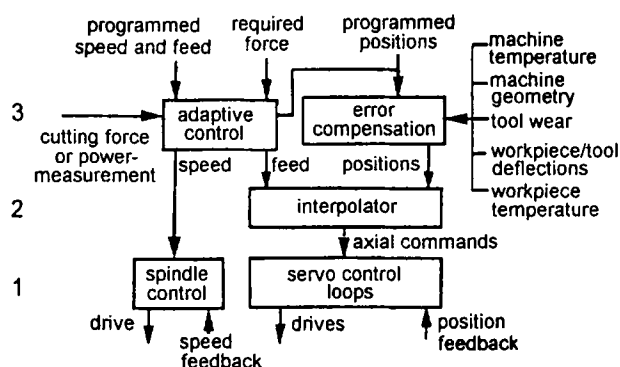 programmed
speed and feed
required
force
programmed
positions
machine
temperature
machine
geometry
tool wear
workpiece/tool
deflections
workpiece
temperature
3
adaptive
control
error
compensation
cutting force
or power-
measurement
speed
feed
positions
2
interpolator
axial commands
1
spindle
control
servo control
loops
drive
speed
feedback
drives
position
feedback